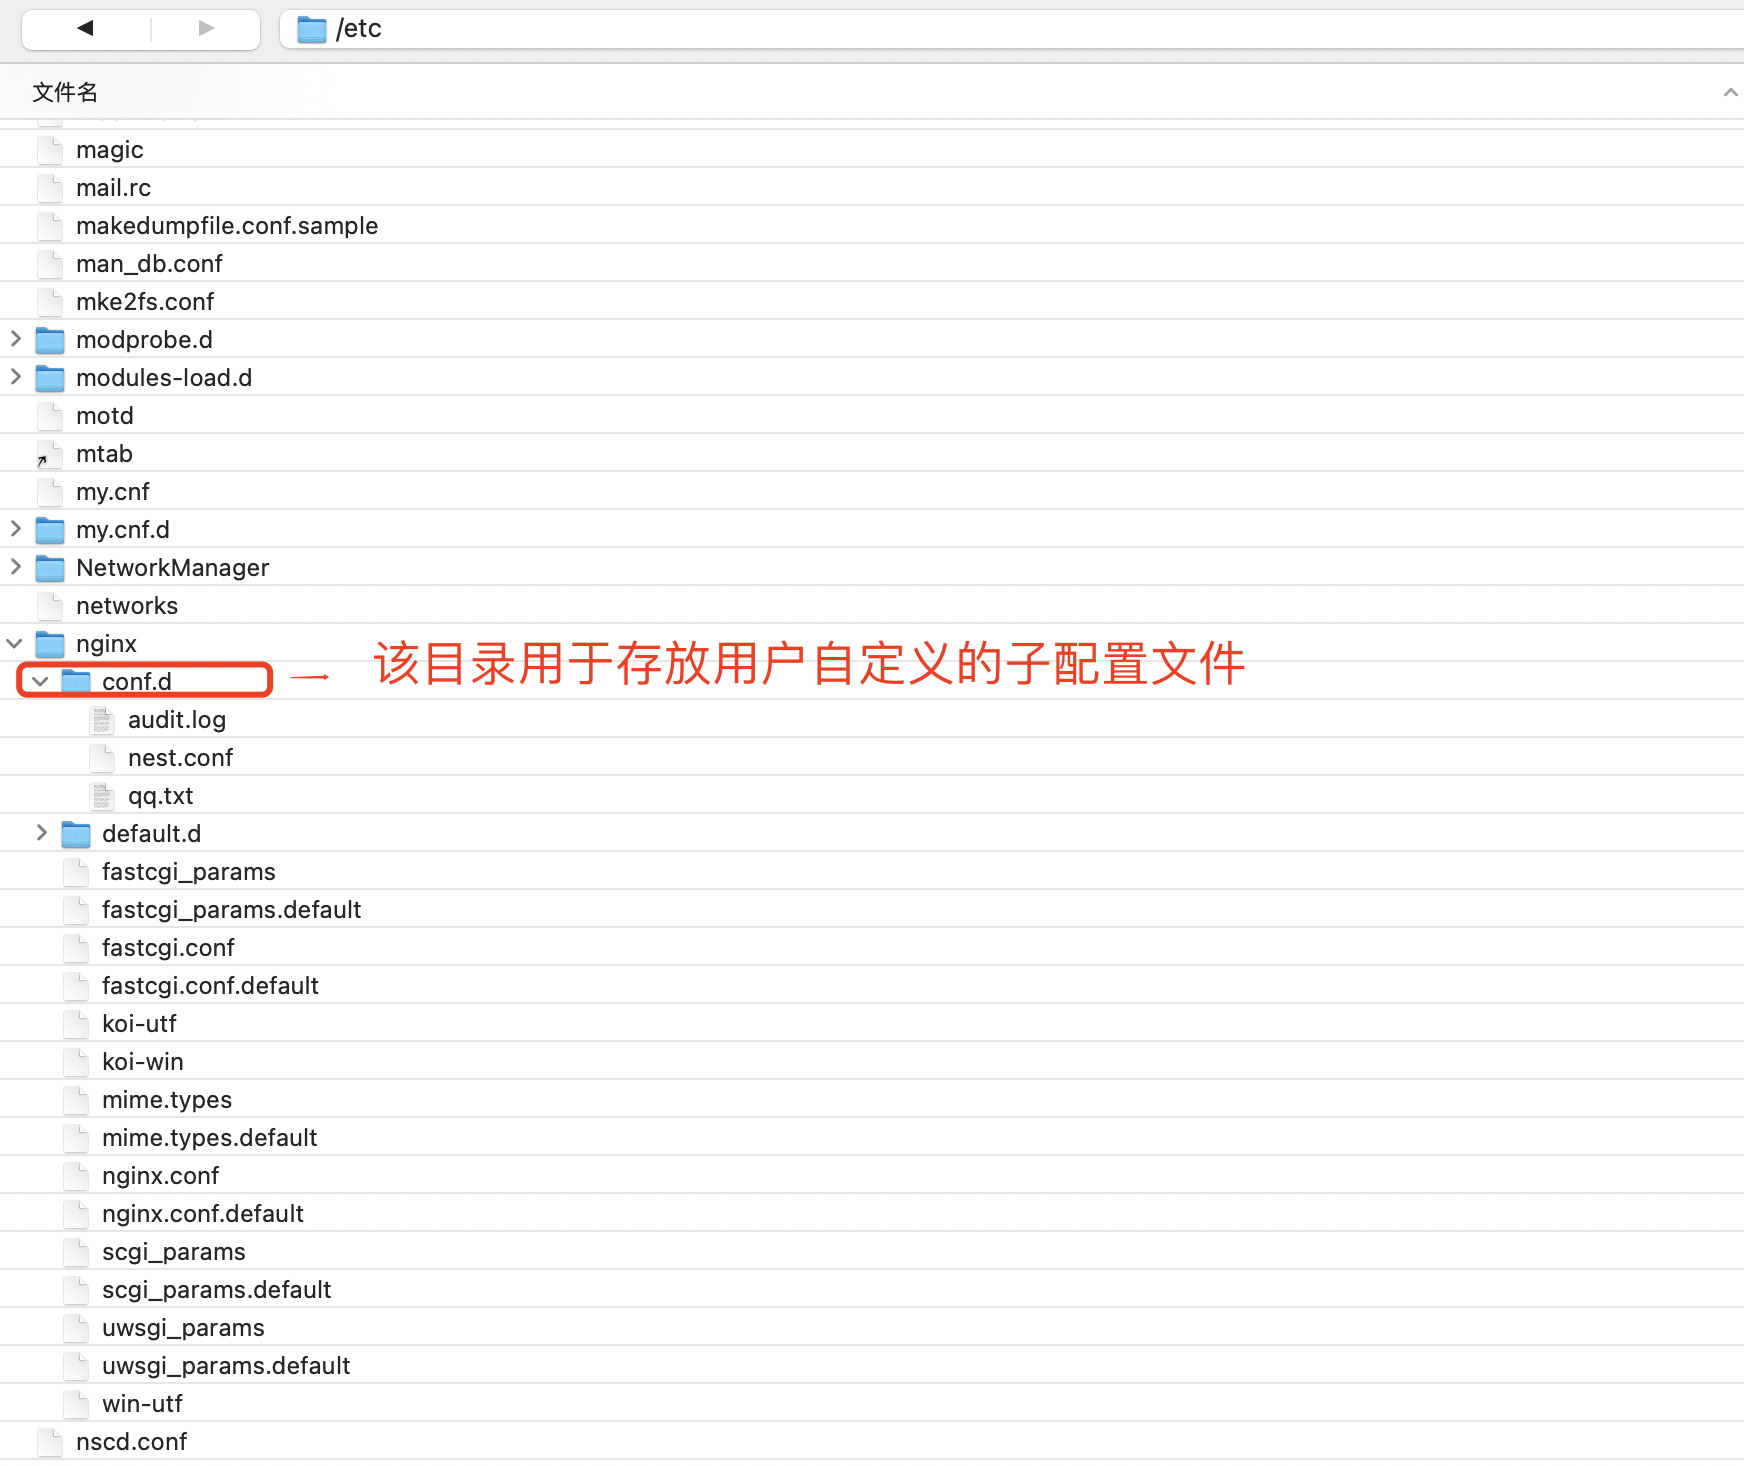 /etc
文件名
magic
mail.rc
makedumpfile.conf.sample
man_db.conf
mke2fs.conf
modprobe.d
modules-load.d
motd
mtab
my.cnf
my.cnf.d
NetworkManager
networks
nginx
该目录用于存放用户自定义的子配置文件
conf.d
audit.log
nest.conf
qq.txt
default.d
fastcgi_params
fastcgi_params.default
fastcgi.conf
fastcgi.conf.default
koi-utf
koi-win
mime.types
mime.types.default
nginx.conf
nginx.conf.default
scgi_params
scgi_params.default
uwsgi_params
uwsgi_params.default
win-utf
nscd.conf